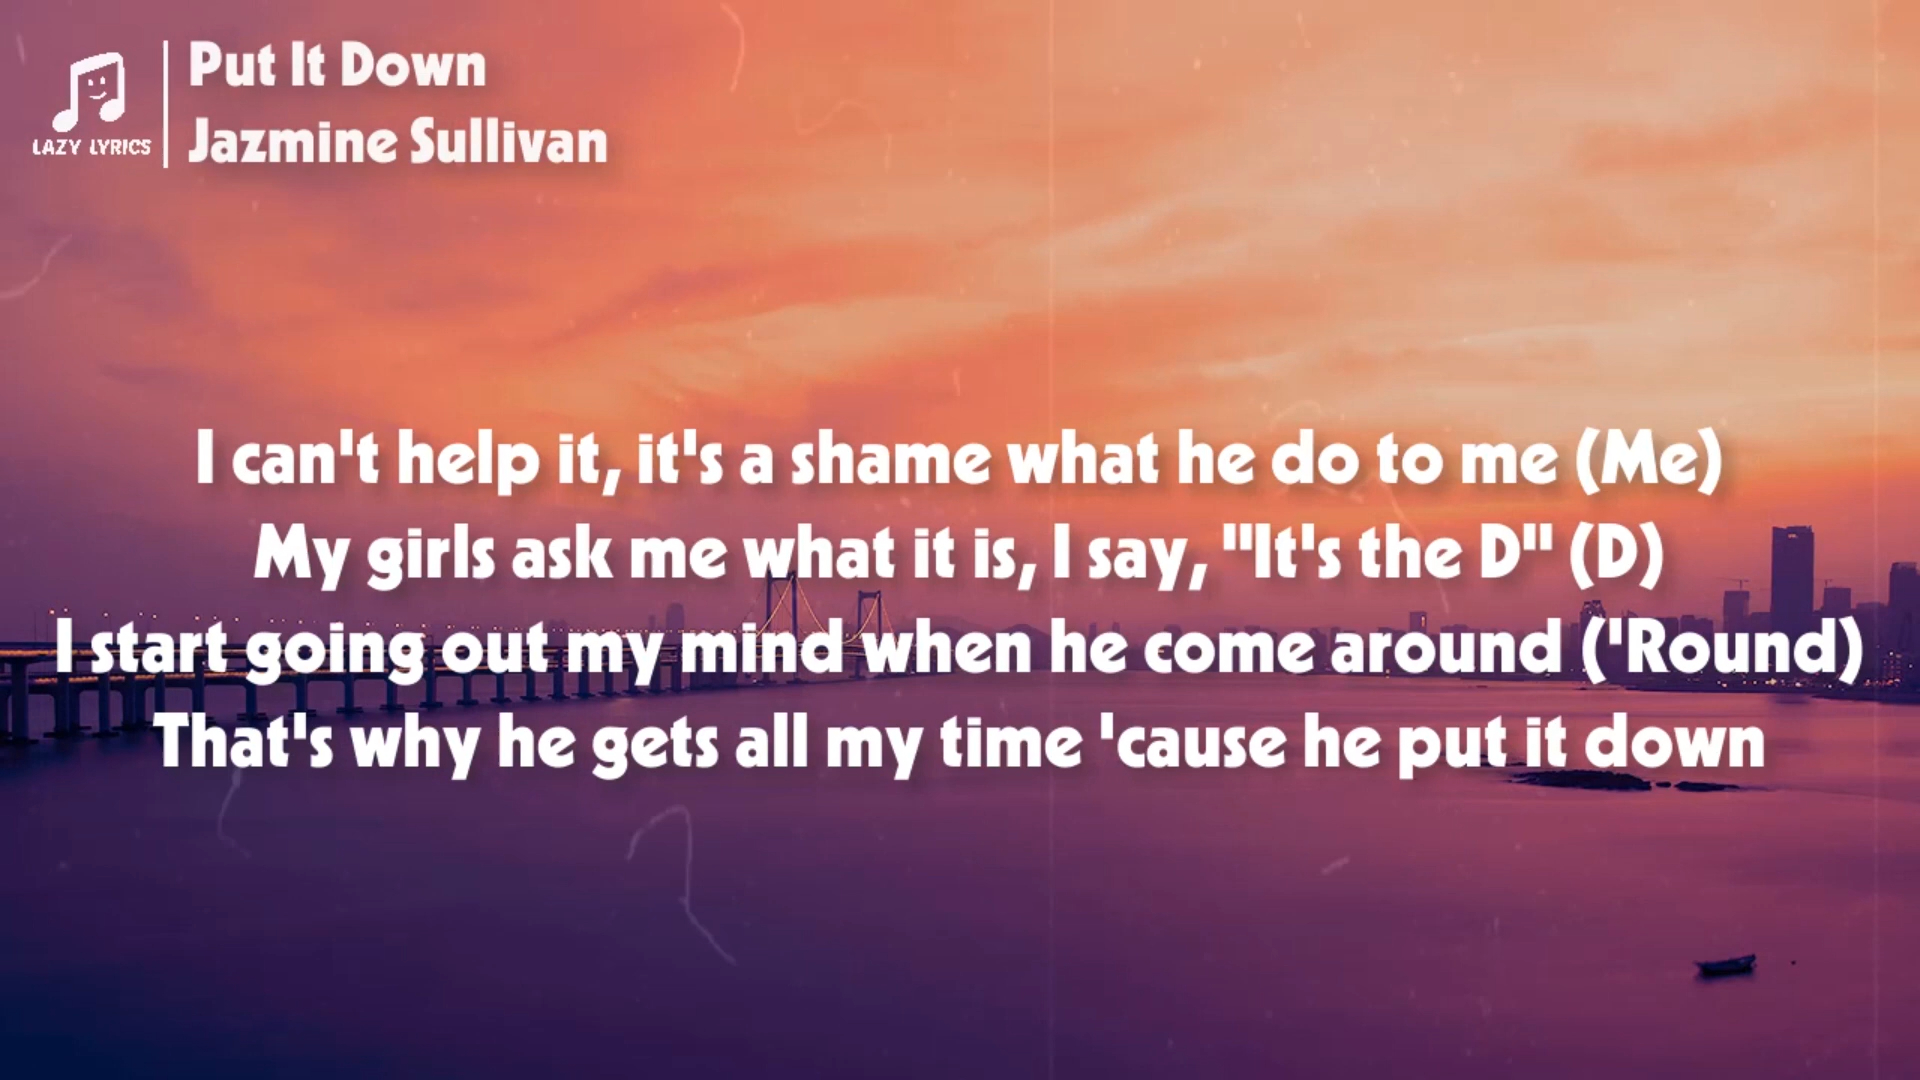 Put It Down
Jazmine Sullivan
LAZY LYRICS
I can't help it, it's a shame what he do to me (Me)
My girls ask me what it is, I say, "It's the D" (D)
I start going out my mind when he come around ('Round)
That's why he gets all my time 'cause he put it down